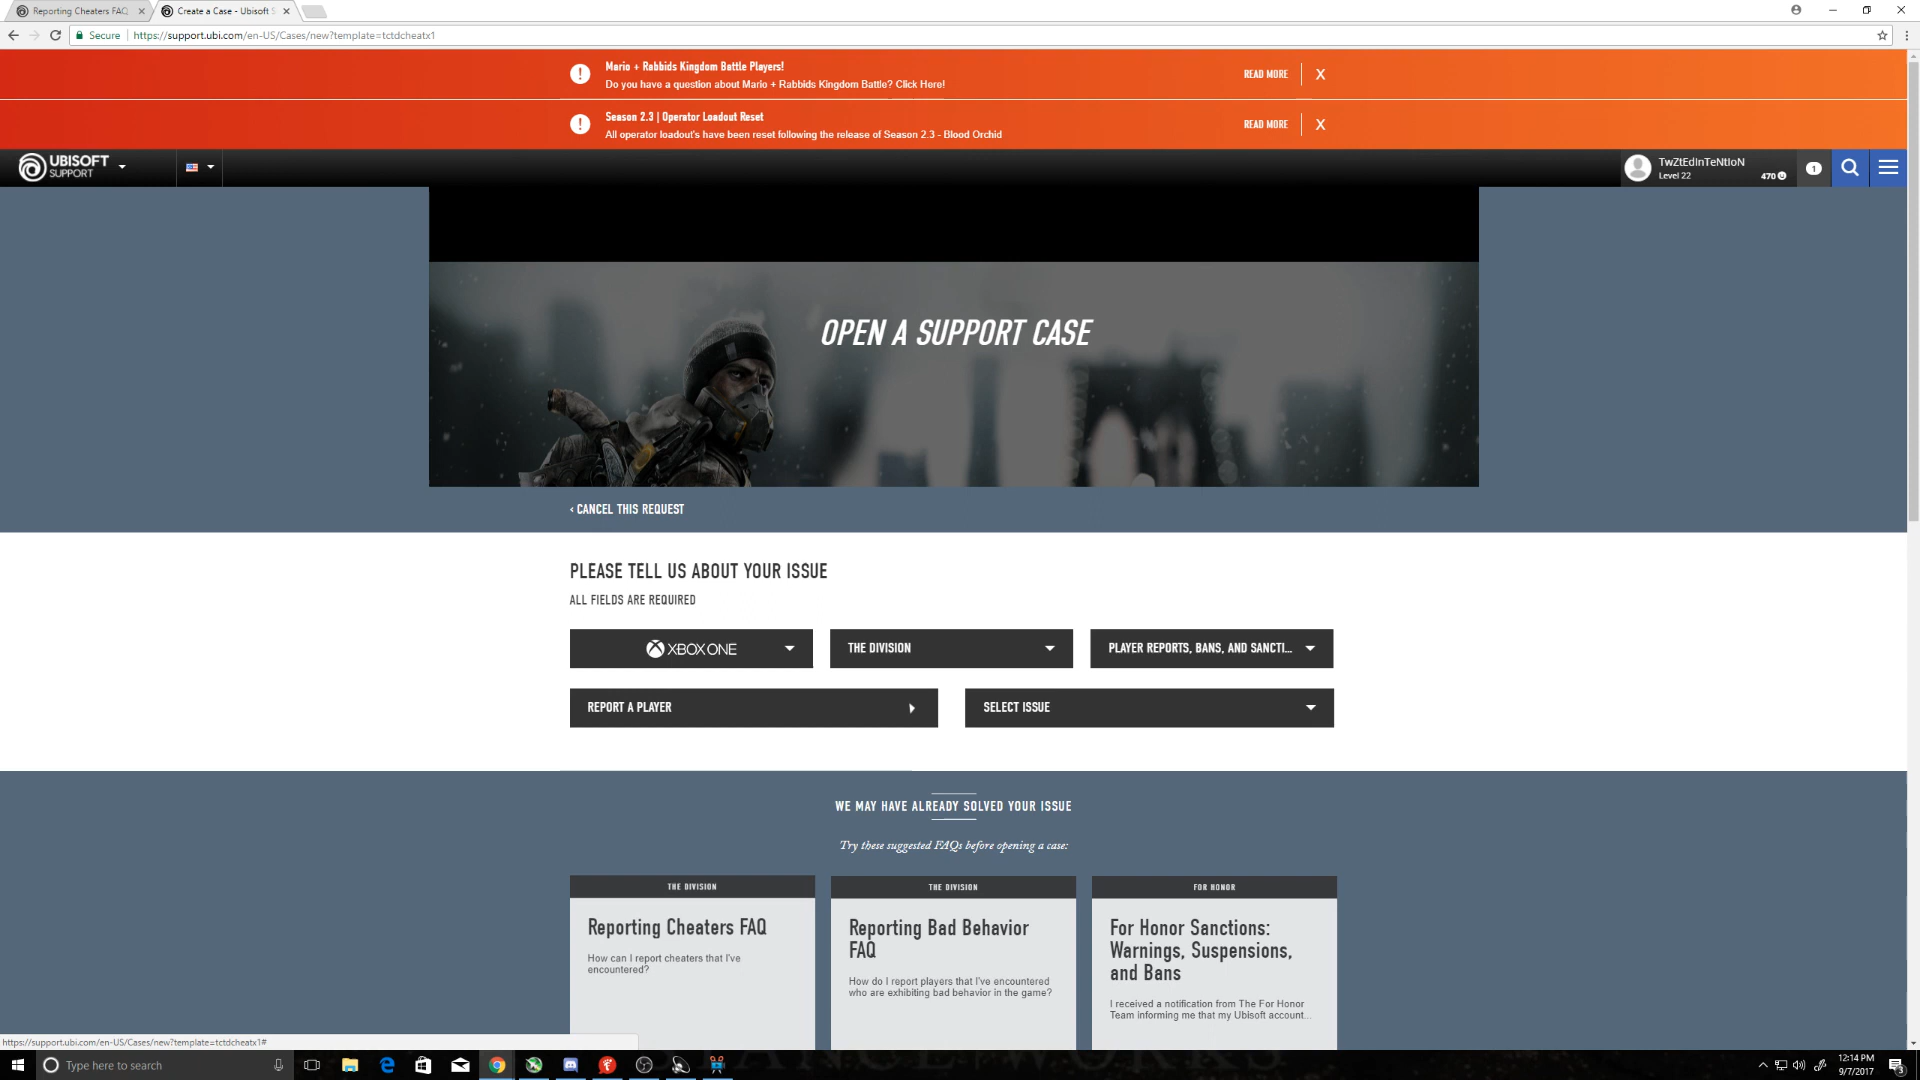 Reporting Cheaters FAQ
Create a Case - Ubisoft S
Secure
https://support.ubi.com/en-US/Cases/new?template=tctdcheatx1
Mario + Rabbids Kingdom Battle Players!
Do you have a question about Mario + Rabbids Kingdom Battle? Click Here!
READ MORE
X
Season 2.3 | Operator Loadout Reset
All operator loadout's have been reset following the release of Season 2.3 - Blood Orchid
READ MORE
X
UBISOFT
SUPPORT
TwZtEdInTeNtIoN
Level 22
470
1
OPEN A SUPPORT CASE
‹ CANCEL THIS REQUEST
PLEASE TELL US ABOUT YOUR ISSUE
ALL FIELDS ARE REQUIRED
XBOX ONE
THE DIVISION
PLAYER REPORTS, BANS, AND SANCTI...
REPORT A PLAYER
SELECT ISSUE
WE MAY HAVE ALREADY SOLVED YOUR ISSUE
Try these suggested FAQs before opening a case:
THE DIVISION
Reporting Cheaters FAQ
How can I report cheaters that I've
encountered?
THE DIVISION
Reporting Bad Behavior
FAQ
How do I report players that I've encountered
who are exhibiting bad behavior in the game?
FOR HONOR
For Honor Sanctions:
Warnings, Suspensions,
and Bans
I received a notification from The For Honor
Team informing me that my Ubisoft account...
https://support.ubi.com/en-US/Cases/new?template=tctdcheatx1#
Type here to search
12:14 PM
9/7/2017
3